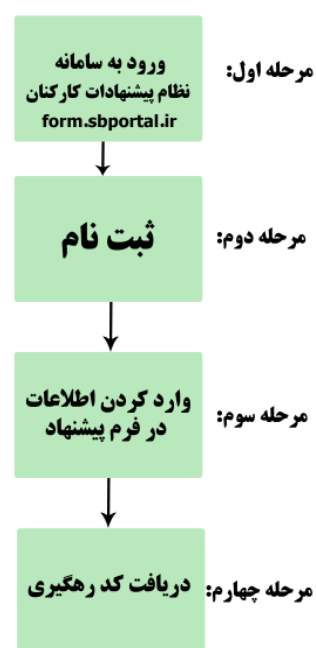 مرحله اول:
ورود به سامانه
نظام پیشنهادات کارکنان
form.sbportal.ir
مرحله دوم:
ثبت نام
مرحله سوم:
وارد کردن اطلاعات
در فرم پیشنهاد
مرحله چهارم:
دریافت کد رهگیری